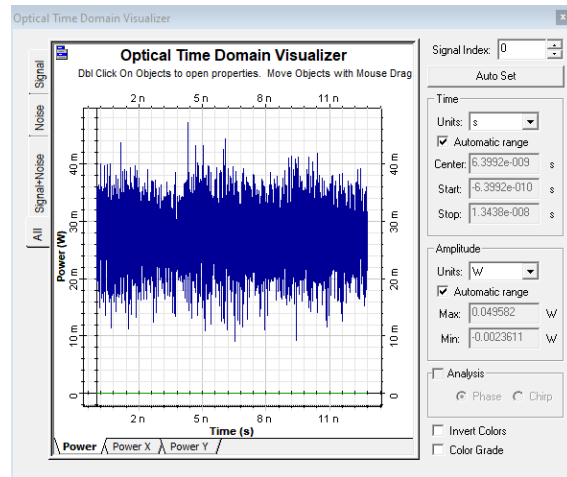 Optical Time Domain Visualizer
x
Signal
Noise
Signal+Noise
All
Optical Time Domain Visualizer
Dbl Click On Objects to open properties. Move Objects with Mouse Drag
2 n 5 n 8 n 11 n
40 m 40 m
30 m 30 m
20 m 20 m
10 m 10 m
0 0
Power (W)
2 n 5 n 8 n 11 n
Time (s)
Power Power X Power Y
Signal Index: 0
Auto Set
Time
Units: s
Automatic range
Center: 6.3992e-009 s
Start: -6.3992e-010 s
Stop: 1.3438e-008 s
Amplitude
Units: W
Automatic range
Max: 0.049582 W
Min: -0.0023611 W
Analysis
Phase Chirp
Invert Colors
Color Grade